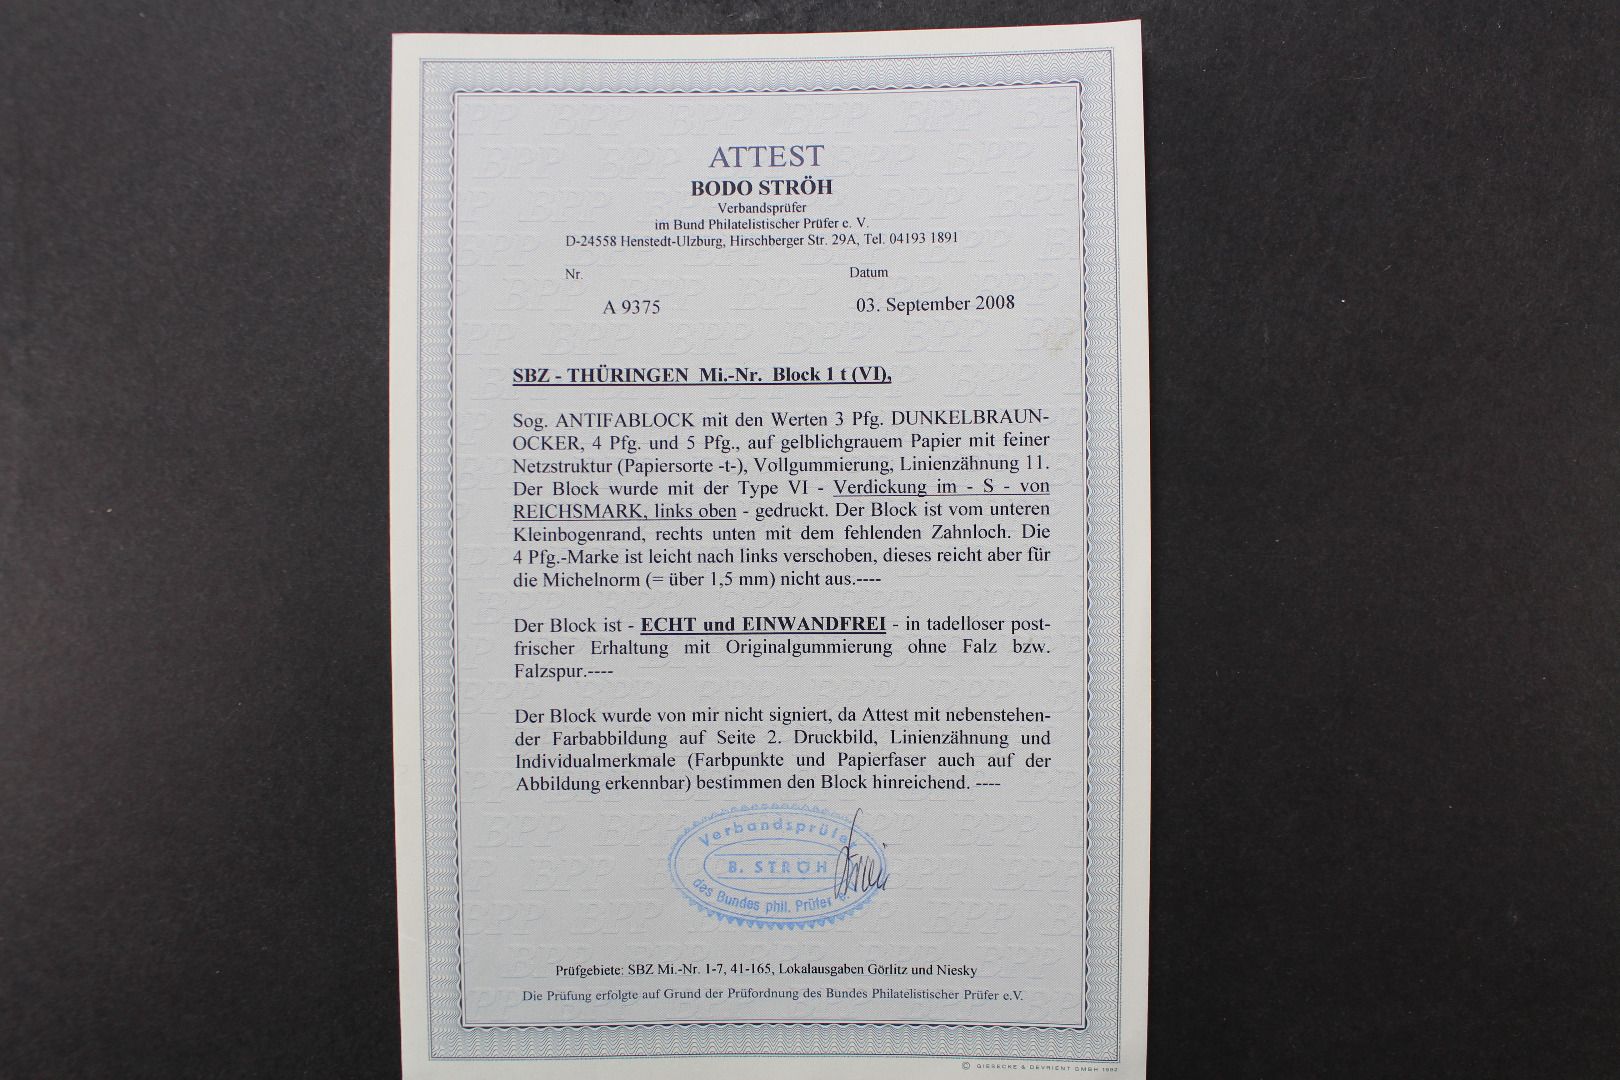 ATTEST
BODO STRÖH
Verbandsprüfer
im Bund Philatelistischer Prüfer e. V.
D-24558 Henstedt-Ulzburg, Hirschberger Str. 29A, Tel. 04193 1891
Nr. Datum
A 9375 03. September 2008
SBZ - THÜRINGEN Mi.-Nr. Block 1 t (VI),
Sog. ANTIFABLOCK mit den Werten 3 Pfg. DUNKELBRAUN-
OCKER, 4 Pfg. und 5 Pfg., auf gelblichgrauem Papier mit feiner
Netzstruktur (Papiersorte -t-), Vollgummierung, Linienzähnung 11.
Der Block wurde mit der Type VI - Verdickung im - S - von
REICHSMARK, links oben - gedruckt. Der Block ist vom unteren
Kleinbogenrand, rechts unten mit dem fehlenden Zahnloch. Die
4 Pfg.-Marke ist leicht nach links verschoben, dieses reicht aber für
die Michelnorm (= über 1,5 mm) nicht aus.----
Der Block ist - ECHT und EINWANDFREI - in tadelloser post-
frischer Erhaltung mit Originalgummierung ohne Falz bzw.
Falzspur.----
Der Block wurde von mir nicht signiert, da Attest mit nebenstehen-
der Farbabbildung auf Seite 2. Druckbild, Linienzähnung und
Individualmerkmale (Farbpunkte und Papierfaser auch auf der
Abbildung erkennbar) bestimmen den Block hinreichend. ----
Verbandsprüfer
B. STRÖH
des Bundes phil. Prüfer e.
Prüfgebiete: SBZ Mi.-Nr. 1-7, 41-165, Lokalausgaben Görlitz und Niesky
Die Prüfung erfolgte auf Grund der Prüfordnung des Bundes Philatelistischer Prüfer e.V.
© GIESECKE & DEVRIENT GMBH 1992